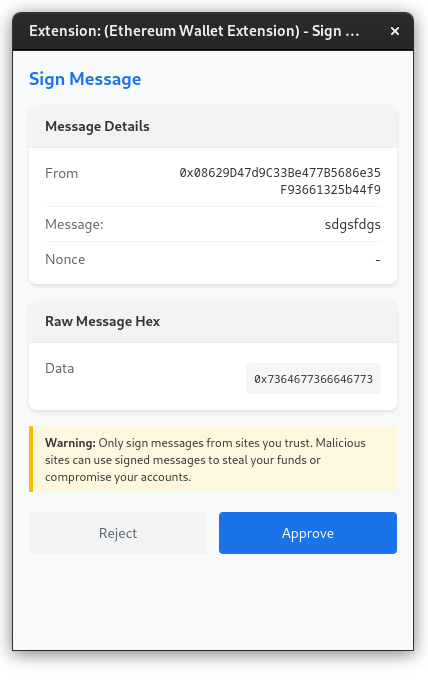 Extension: (Ethereum Wallet Extension) - Sign ...
Sign Message
Message Details
From
0x08629D47d9C33Be477B5686e35
F93661325b44f9
Message:
sdgsfdgs
Nonce
-
Raw Message Hex
Data
0x7364677366646773
Warning: Only sign messages from sites you trust. Malicious
sites can use signed messages to steal your funds or
compromise your accounts.
Reject
Approve